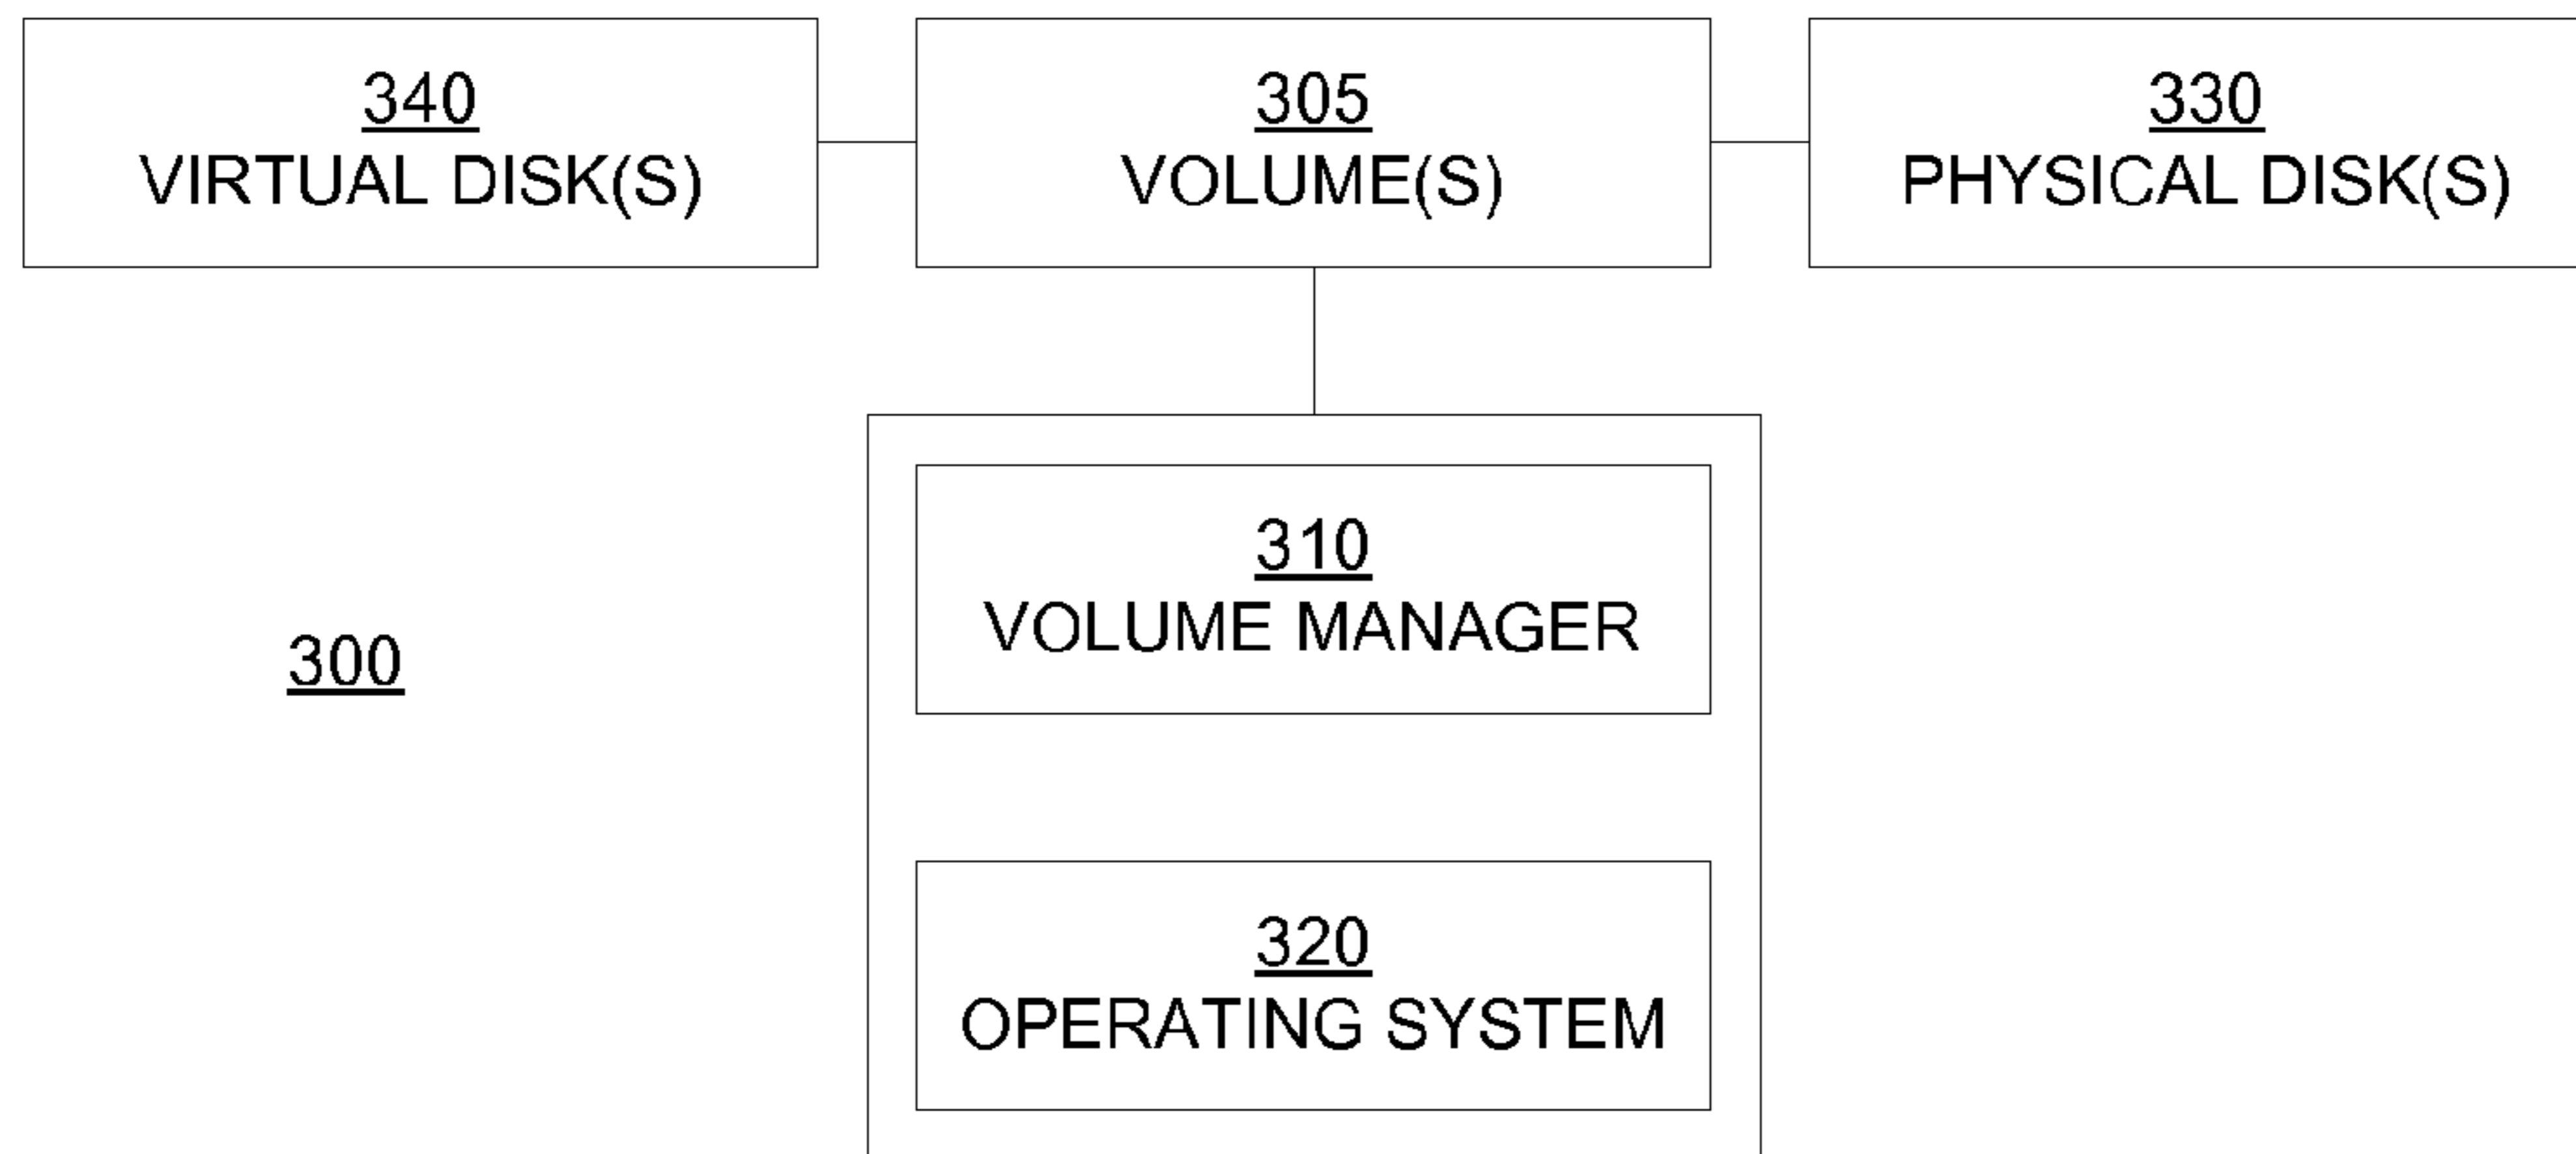 340
VIRTUAL DISK(S)
305
VOLUME(S)
330
PHYSICAL DISK(S)
310
VOLUME MANAGER
300
320
OPERATING SYSTEM